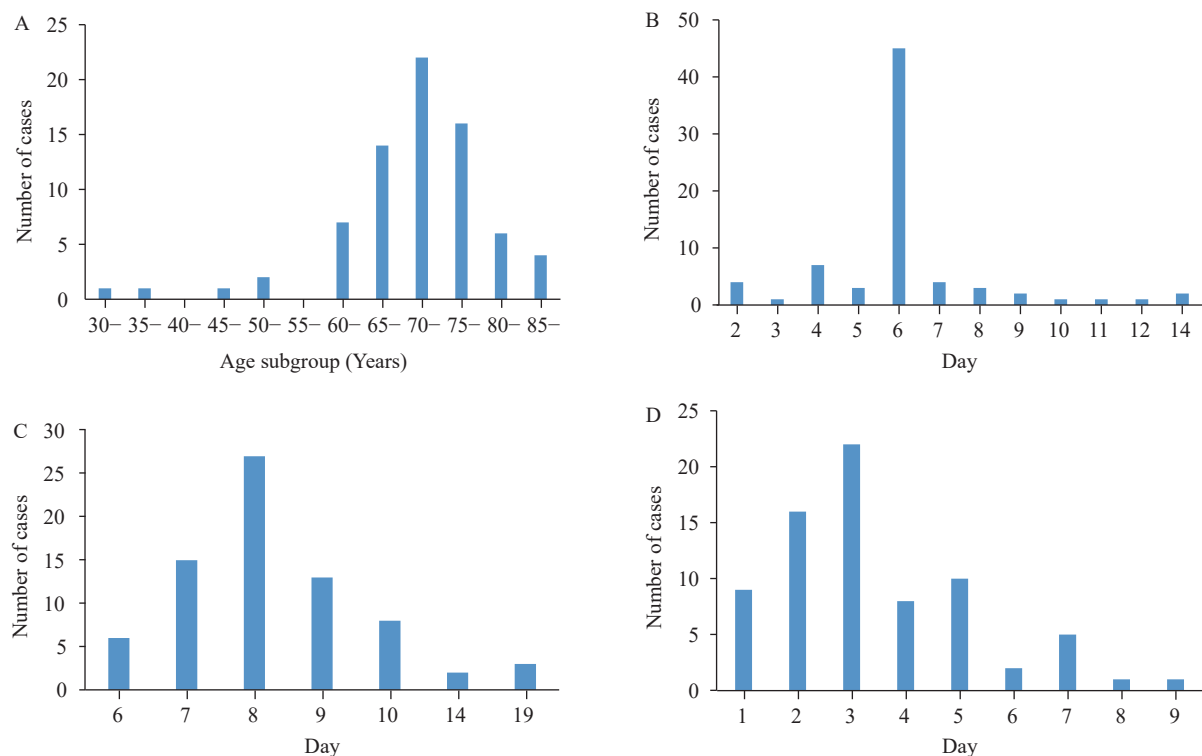 A
25
20
15
10
5
0
Number of cases
30– 35– 40– 45– 50– 55– 60– 65– 70– 75– 80– 85–
Age subgroup (Years)
B
50
40
30
20
10
0
Number of cases
2 3 4 5 6 7 8 9 10 11 12 14
Day
C
30
25
20
15
10
5
0
Number of cases
6 7 8 9 10 14 19
Day
D
25
20
15
10
5
0
Number of cases
1 2 3 4 5 6 7 8 9
Day